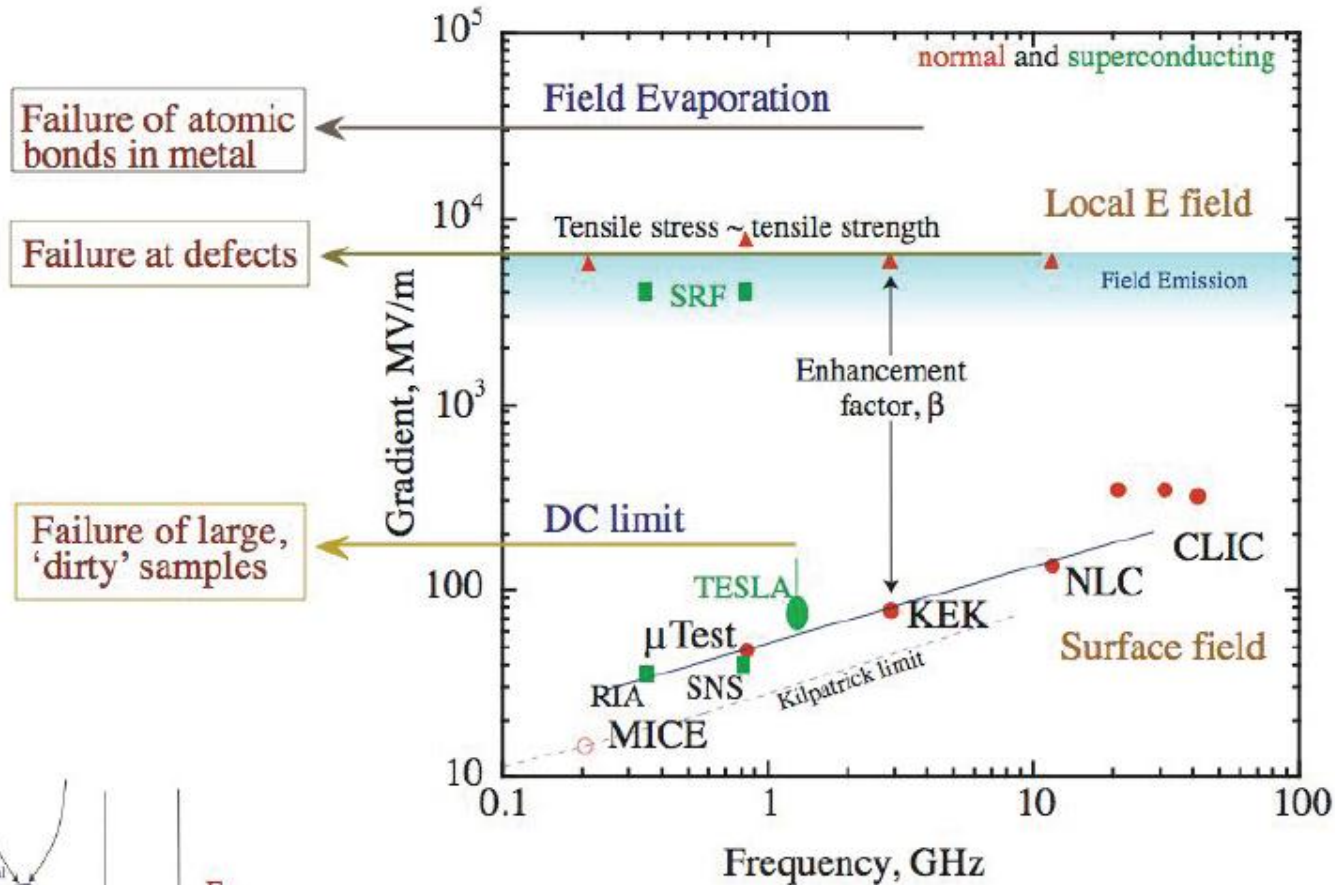 10^5
normal and superconducting
Field Evaporation
Failure of atomic
bonds in metal
10^4
Local E field
Tensile stress ~ tensile strength
Failure at defects
Field Emission
SRF
Gradient, MV/m
Enhancement
factor, β
10^3
DC limit
Failure of large,
'dirty' samples
CLIC
100
TESLA
NLC
μTest
KEK
Surface field
RIA
SNS
Kilpatrick limit
MICE
10
0.1
1
10
100
Frequency, GHz